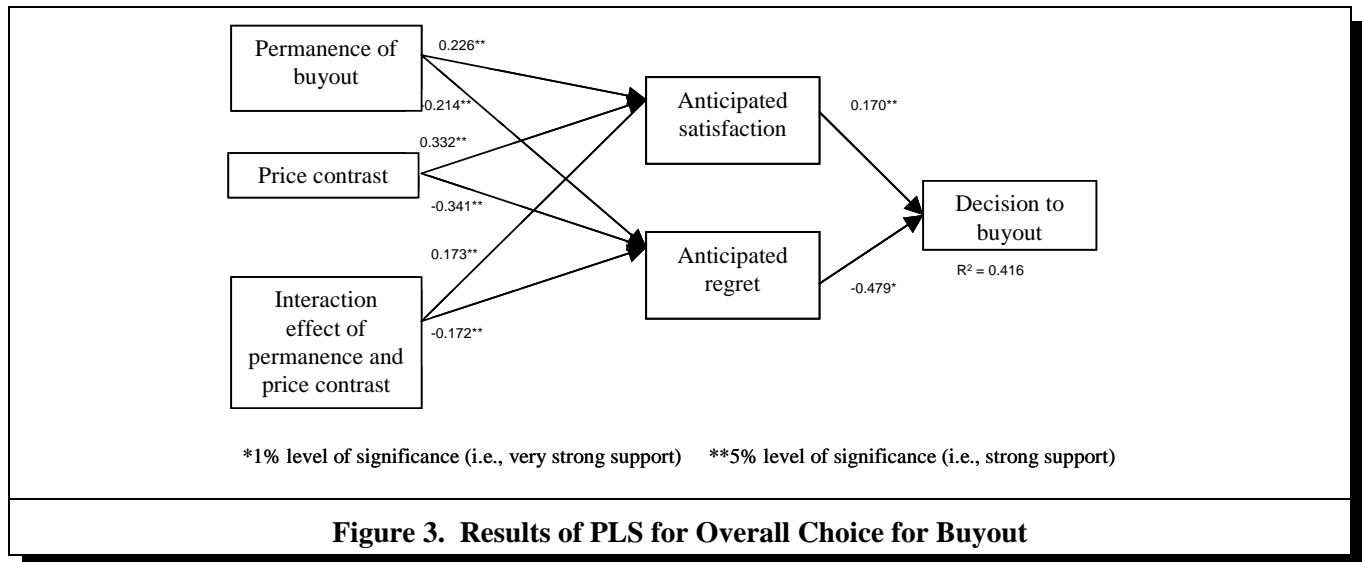 Permanence of
buyout
0.226**
-0.214**
Price contrast
0.332**
-0.341**
Interaction
effect of
permanence and
price contrast
0.173**
-0.172**
Anticipated
satisfaction
0.170**
Anticipated
regret
-0.479*
Decision to
buyout
R² = 0.416
*1% level of significance (i.e., very strong support) **5% level of significance (i.e., strong support)
Figure 3. Results of PLS for Overall Choice for Buyout